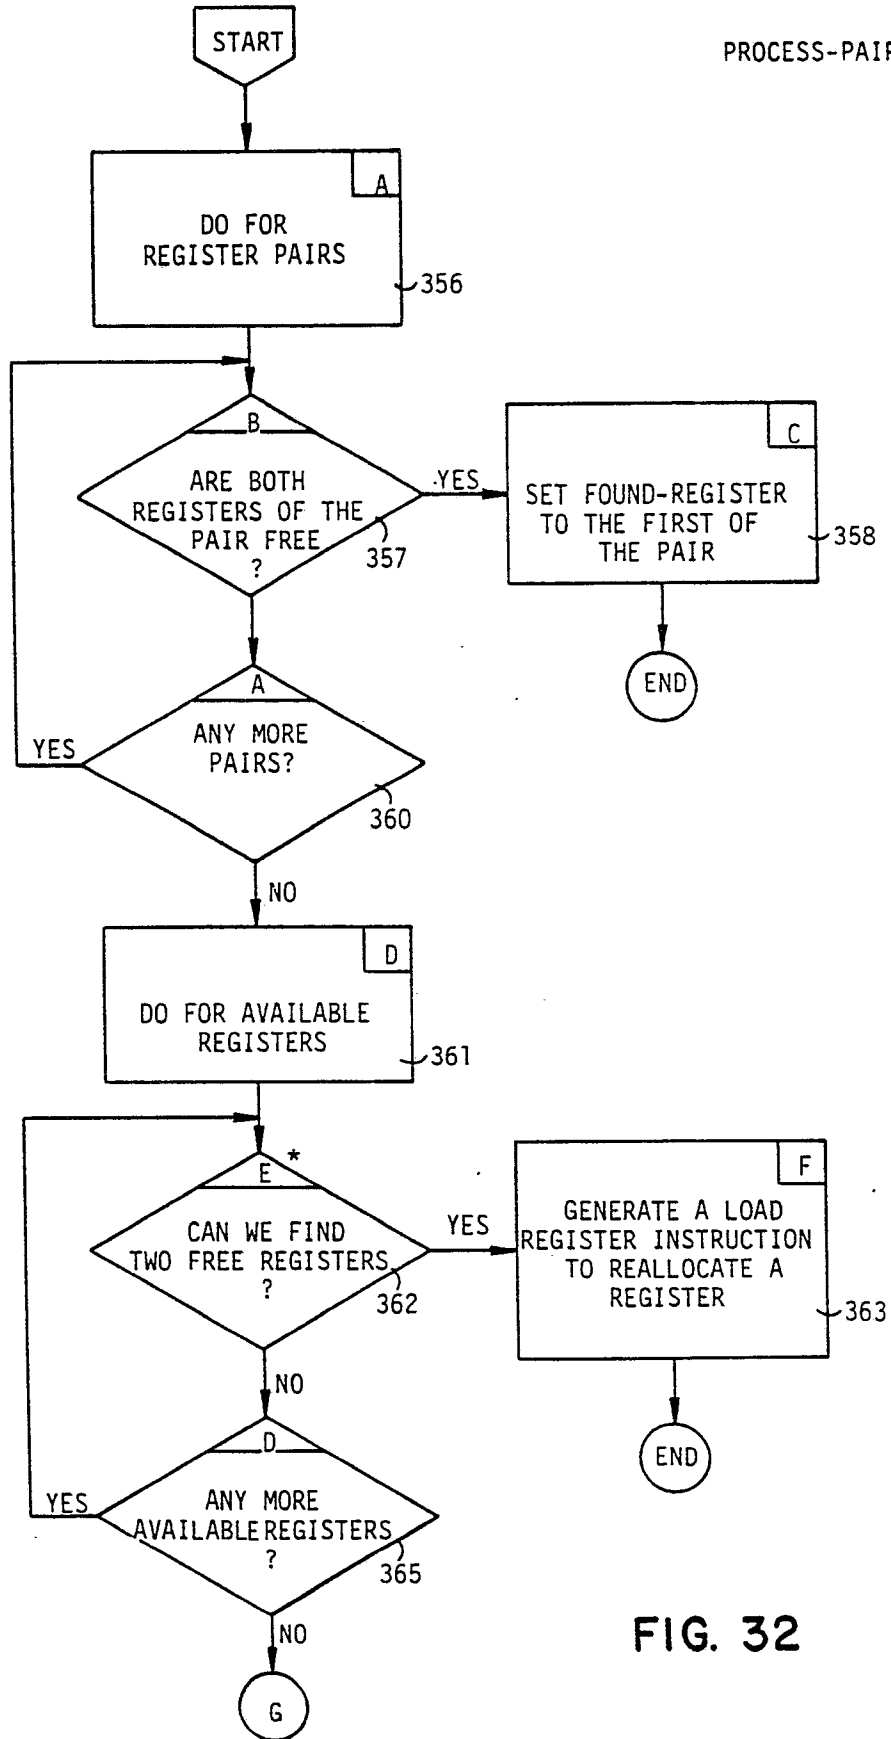 START
PROCESS-PAIR
A
DO FOR
REGISTER PAIRS
356
B
ARE BOTH
REGISTERS OF THE
PAIR FREE
?
357
YES
C
SET FOUND-REGISTER
TO THE FIRST OF
THE PAIR
358
END
A
ANY MORE
PAIRS?
360
YES
NO
D
DO FOR AVAILABLE
REGISTERS
361
E *
CAN WE FIND
TWO FREE REGISTERS
?
362
YES
F
GENERATE A LOAD
REGISTER INSTRUCTION
TO REALLOCATE A
REGISTER
363
END
NO
D
ANY MORE
AVAILABLE REGISTERS
?
365
YES
NO
G
FIG. 32